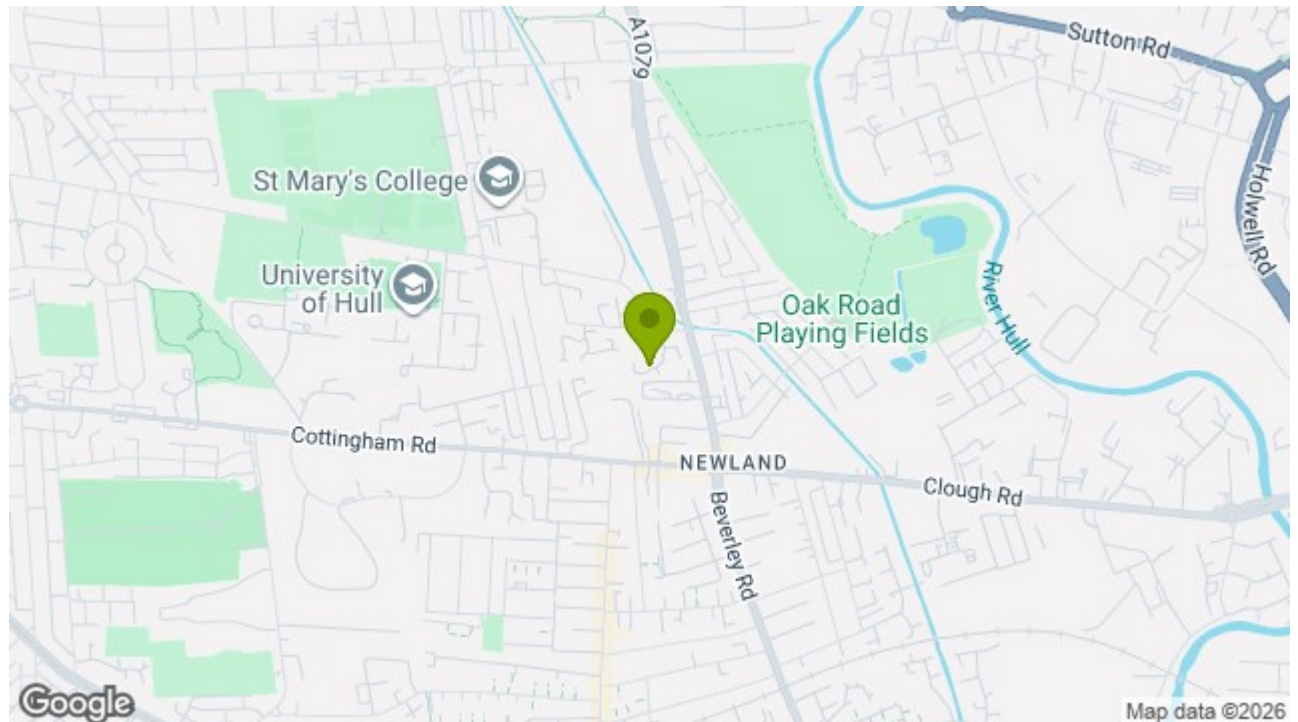 A1079
Sutton Rd
Holwell Rd
St Mary's College
University
of Hull
Oak Road
Playing Fields
River Hull
Cottingham Rd
NEWLAND
Clough Rd
Beverley Rd
Google
Map data ©2026